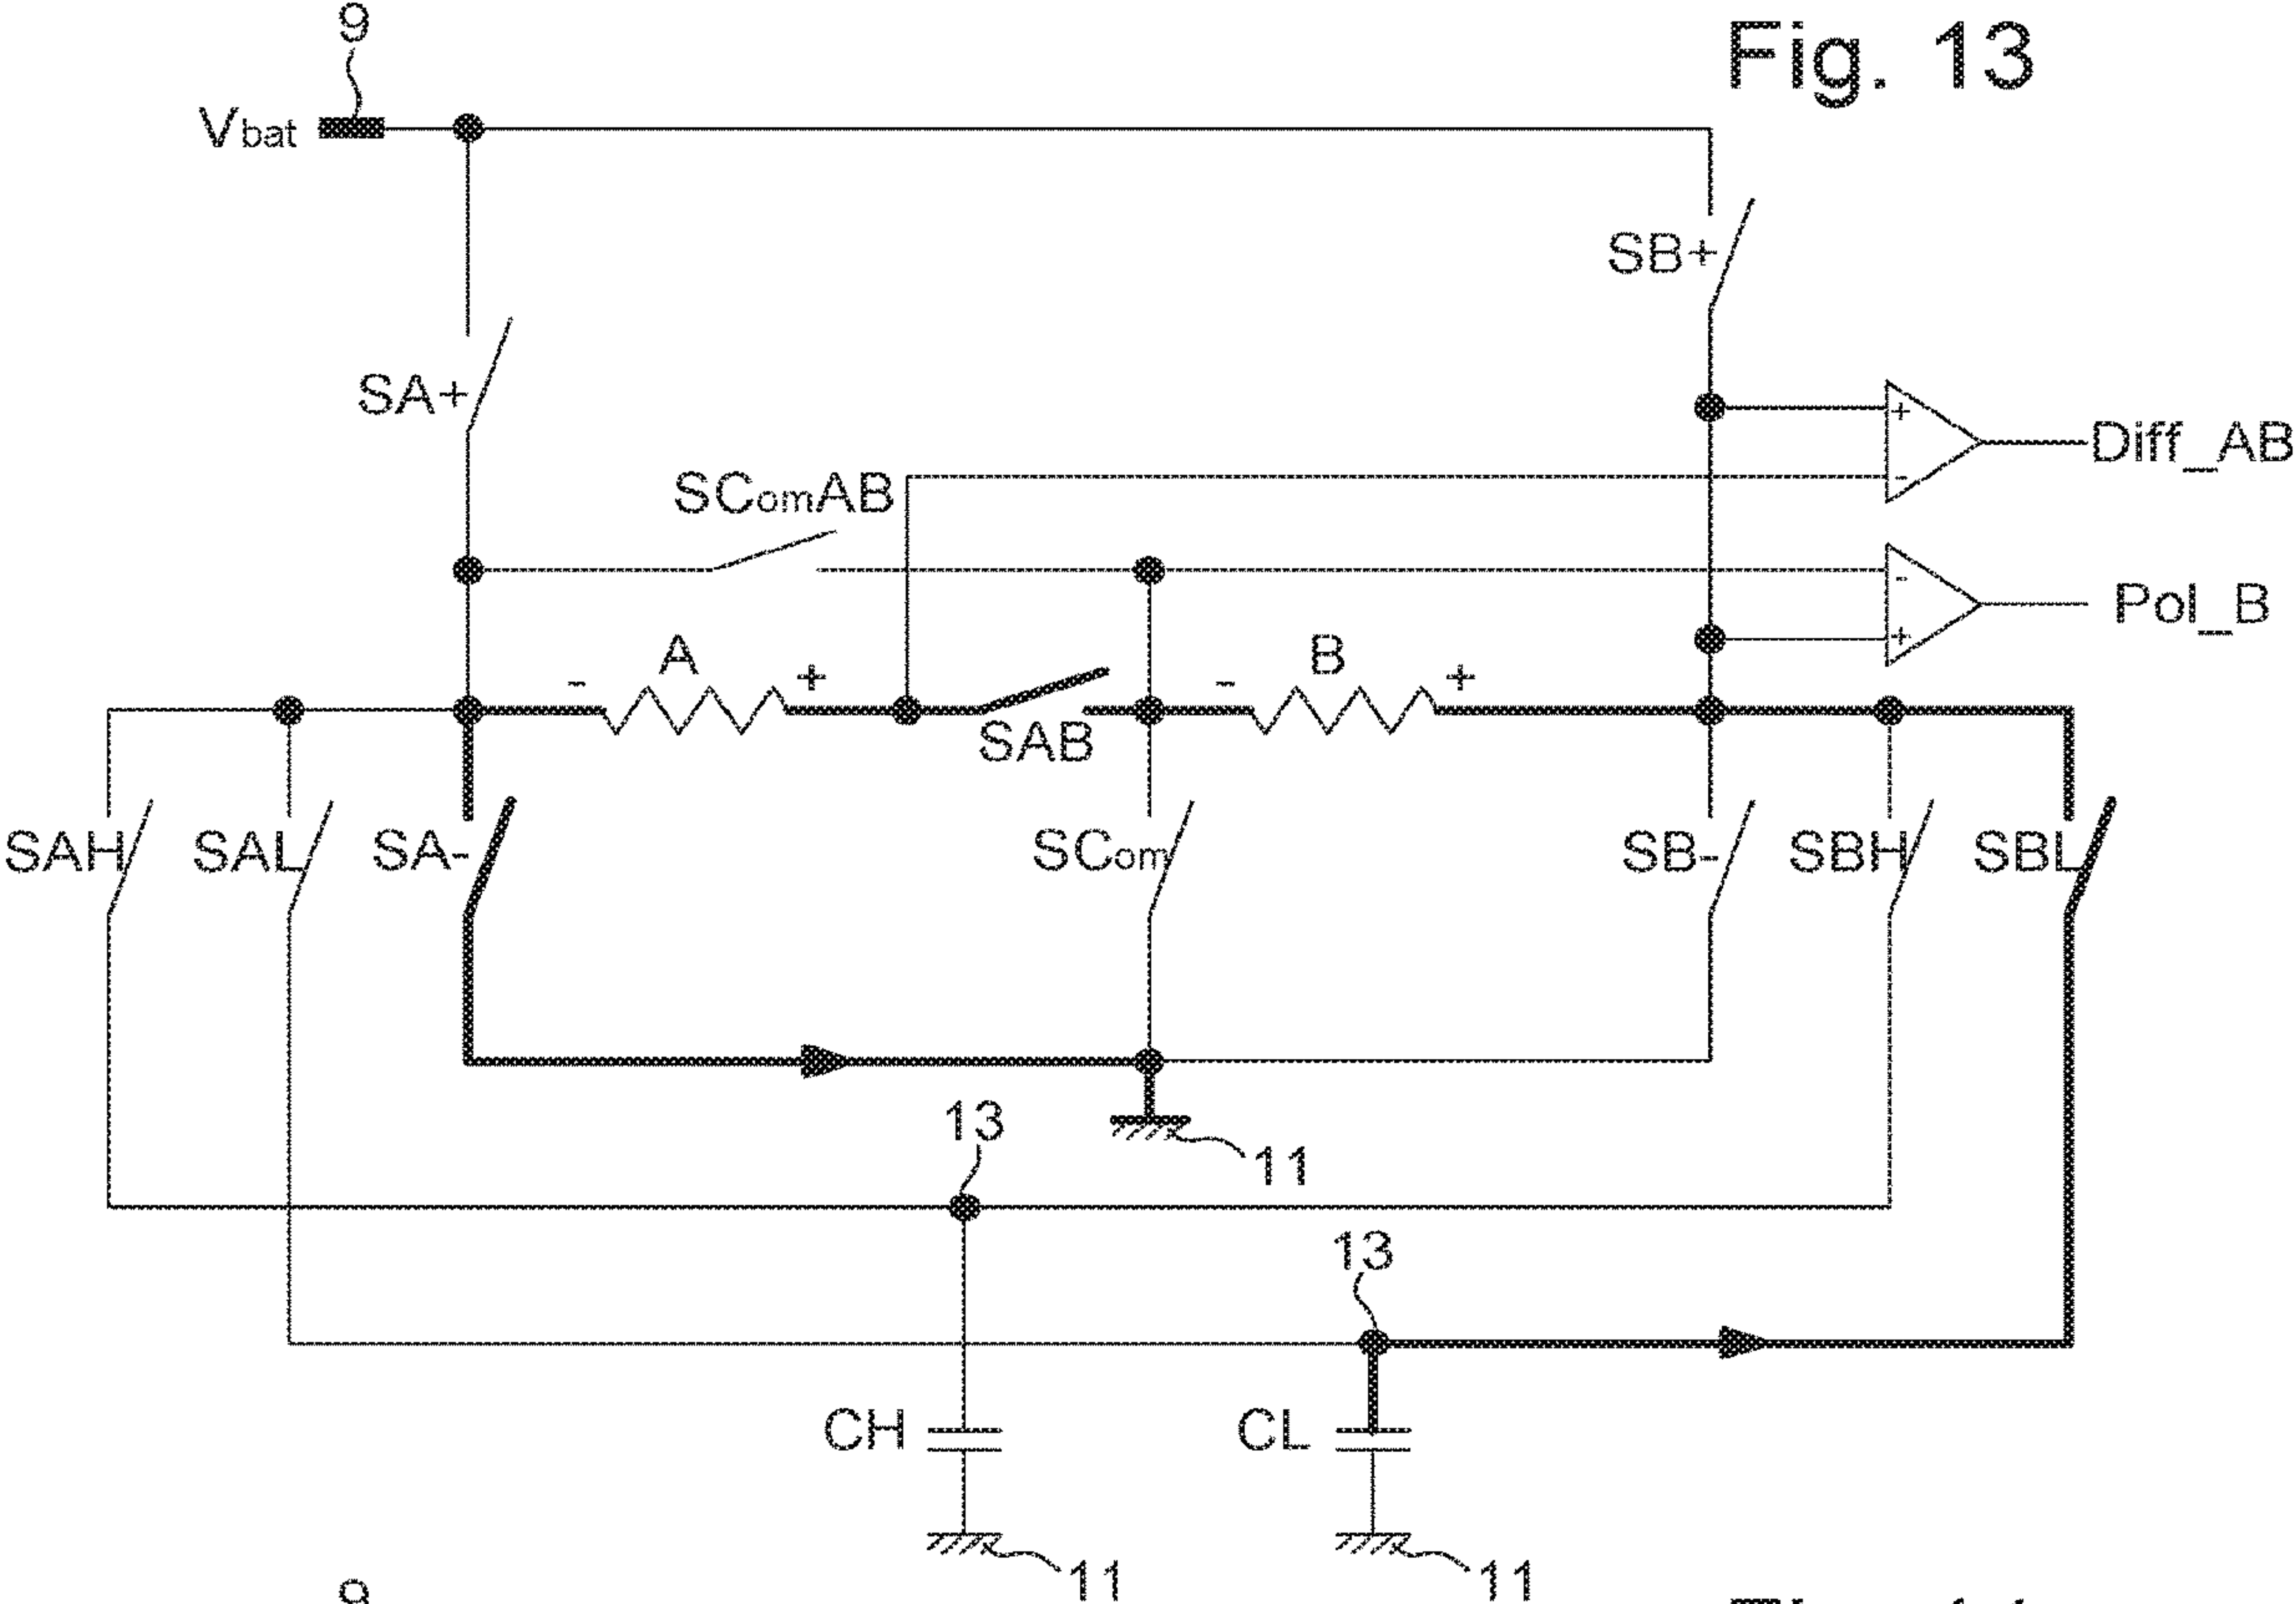 9
Fig. 13
Vbat
SB+
SA+
+
Diff_AB
-
SComAB
-
Pol_B
+
- A +
- B +
SAB
SAH
SAL
SA-
SCom
SB-
SBH
SBL
13
11
13
CH
CL
11
11